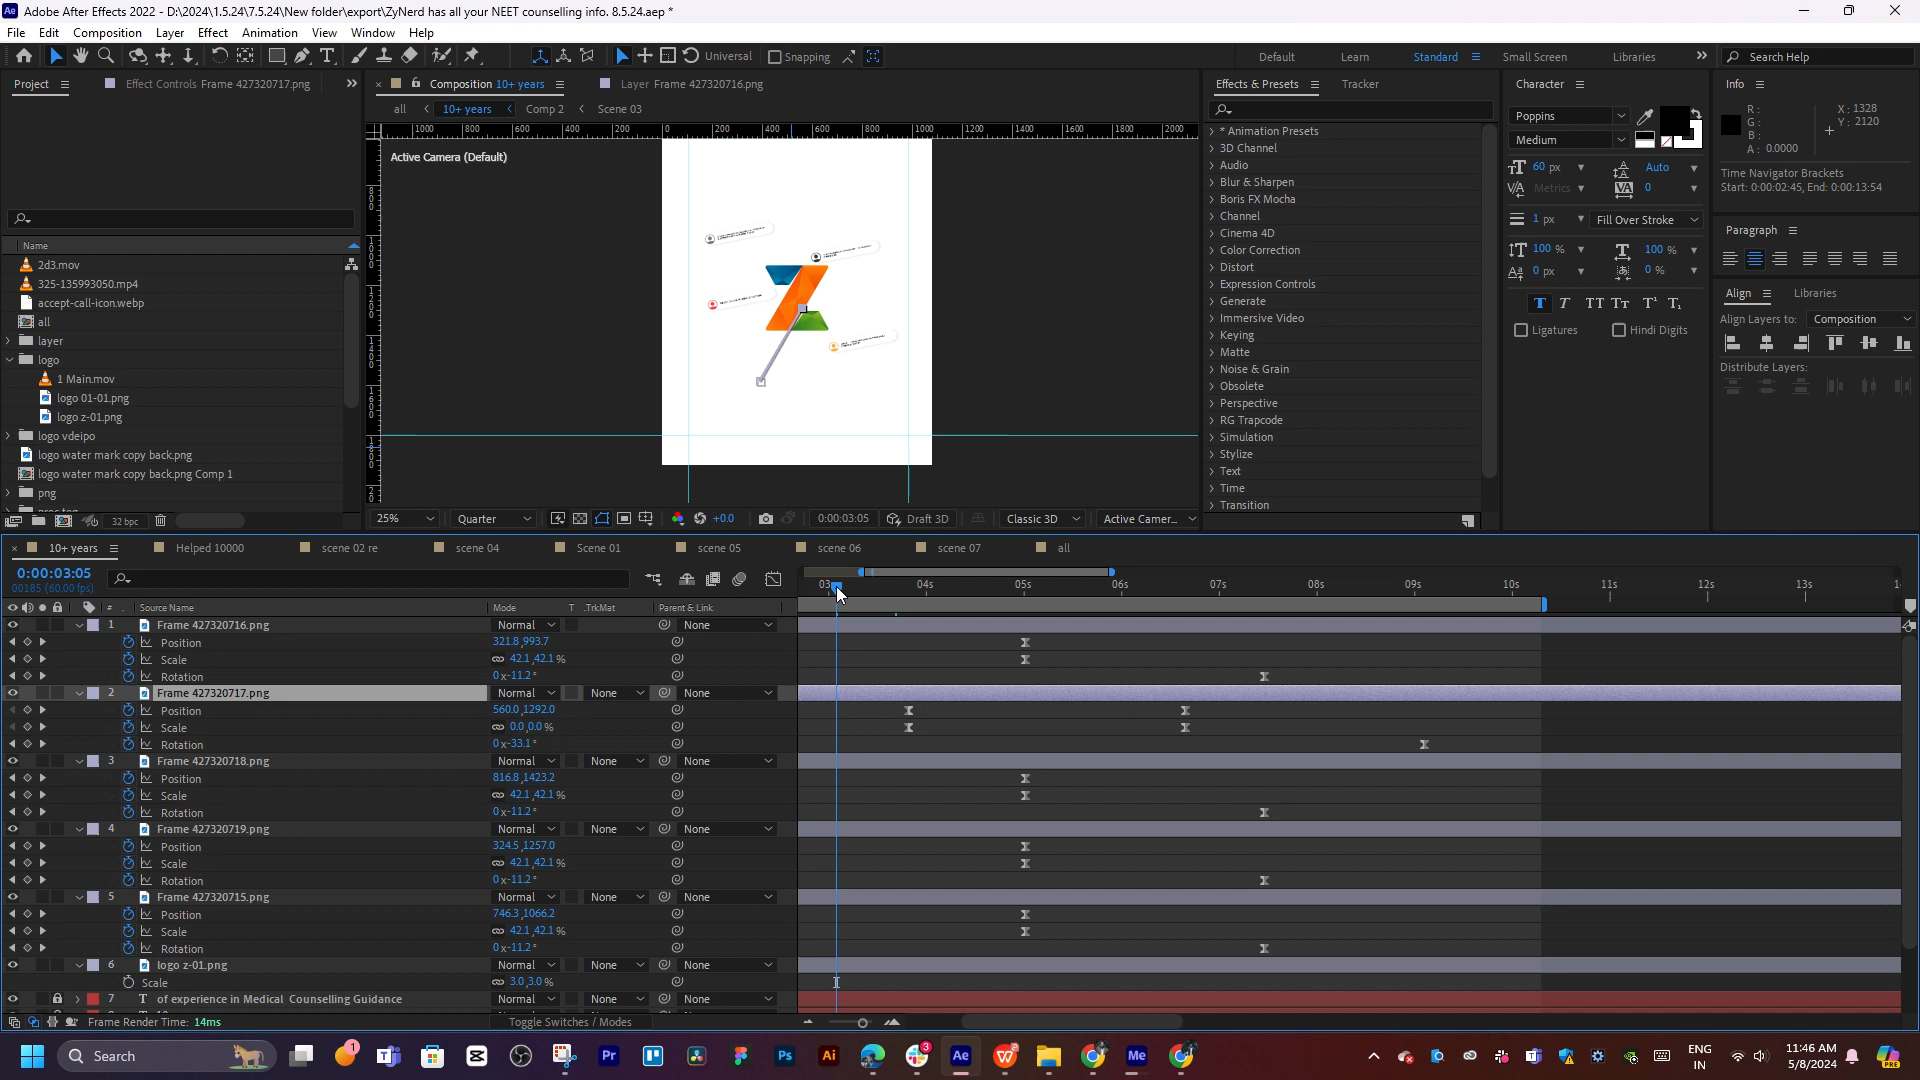 Adobe After Effects 2022 - D:\2024\1.5.24\7.5.24\New folder\export\ZyNerd has all your NEET counselling info. 8.5.24.aep *
File Edit Composition Layer Effect Animation View Window Help
Universal Snapping Default Learn Standard Small Screen Libraries Search Help
Project Effect Controls Frame 427320717.png
Composition 10+ years Layer Frame 427320716.png
all 10+ years Comp 2 Scene 03
Active Camera (Default)
Name
2d3.mov
325-135993050.mp4
accept-call-icon.webp
all
layer
logo
1 Main.mov
logo 01-01.png
logo z-01.png
logo vdeipo
logo water mark copy back.png
logo water mark copy back.png Comp 1
png
32 bpc
25% Quarter +0.0 0:00:03:05 Draft 3D Classic 3D Active Camer...
Effects & Presets Tracker
* Animation Presets
3D Channel
Audio
Blur & Sharpen
Boris FX Mocha
Channel
Cinema 4D
Color Correction
Distort
Expression Controls
Generate
Immersive Video
Keying
Matte
Noise & Grain
Obsolete
Perspective
RG Trapcode
Simulation
Stylize
Text
Time
Transition
Character
Poppins
Medium
60 px Auto
Metrics 0
1 px Fill Over Stroke
100 % 100 %
0 px 0 %
Ligatures Hindi Digits
Info
R: X: 1328
G: Y: 2120
B:
A: 0.0000
Time Navigator Brackets
Start: 0:00:02:45, End: 0:00:13:54
Paragraph
Align Libraries
Align Layers to: Composition
Distribute Layers:
10+ years Helped 10000 scene 02 re scene 04 Scene 01 scene 05 scene 06 scene 07 all
0:00:03:05
00185 (60.00 fps)
03 04s 05s 06s 07s 08s 09s 10s 11s 12s 13s
# Source Name Mode T .TrkMat Parent & Link
1 Frame 427320716.png Normal None
Position 321.8,993.7
Scale 42.1,42.1 %
Rotation 0x-11.2°
2 Frame 427320717.png Normal None None
Position 560.0,1292.0
Scale 0.0,0.0 %
Rotation 0x-33.1°
3 Frame 427320718.png Normal None None
Position 816.8,1423.2
Scale 42.1,42.1 %
Rotation 0x-11.2°
4 Frame 427320719.png Normal None None
Position 324.5,1257.0
Scale 42.1,42.1 %
Rotation 0x-11.2°
5 Frame 427320715.png Normal None None
Position 746.3,1066.2
Scale 42.1,42.1 %
Rotation 0x-11.2°
6 logo z-01.png Normal None None
Scale 3.0,3.0 %
7 T of experience in Medical Counselling Guidance Normal None None
Frame Render Time: 14ms Toggle Switches / Modes
Search ENG
IN
11:46 AM
5/8/2024